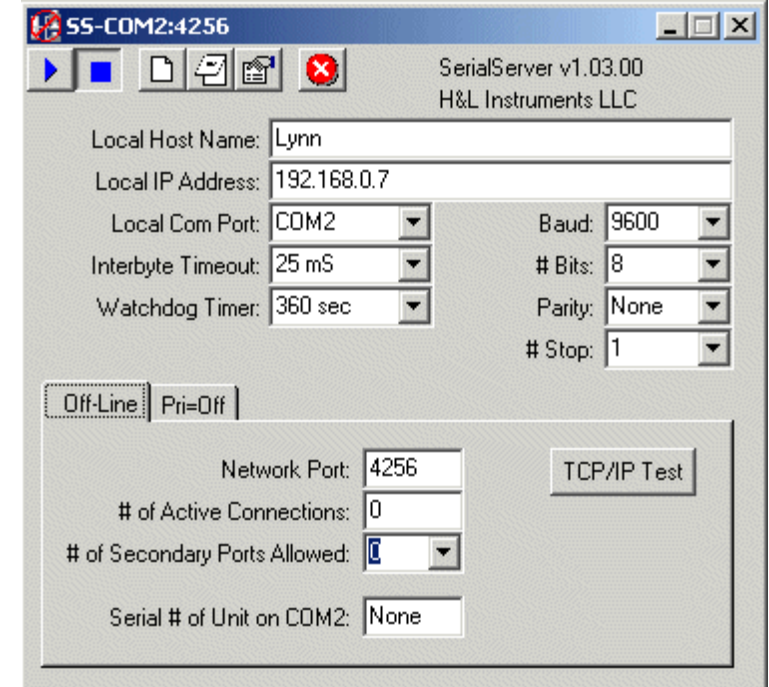 SS-COM2:4256
SerialServer v1.03.00
H&L Instruments LLC
Local Host Name: Lynn
Local IP Address: 192.168.0.7
Local Com Port: COM2 Baud: 9600
Interbyte Timeout: 25 mS # Bits: 8
Watchdog Timer: 360 sec Parity: None
# Stop: 1
Off-Line Pri=Off
Network Port: 4256 TCP/IP Test
# of Active Connections: 0
# of Secondary Ports Allowed: 0
Serial # of Unit on COM2: None